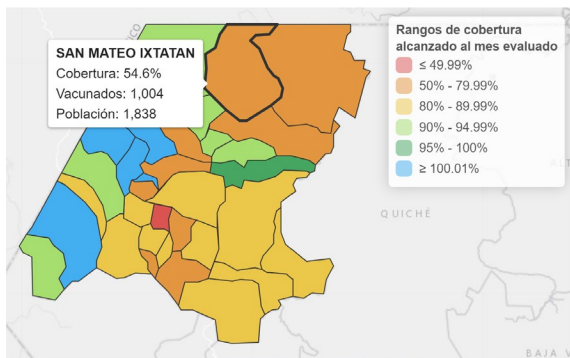 SAN MATEO IXTATAN
Cobertura: 54.6%
Vacunados: 1,004
Población: 1,838
Rangos de cobertura
alcanzado al mes evaluado
≤ 49.99%
50% - 79.99%
80% - 89.99%
90% - 94.99%
95% - 100%
≥ 100.01%
QUICHÉ
BAJA V